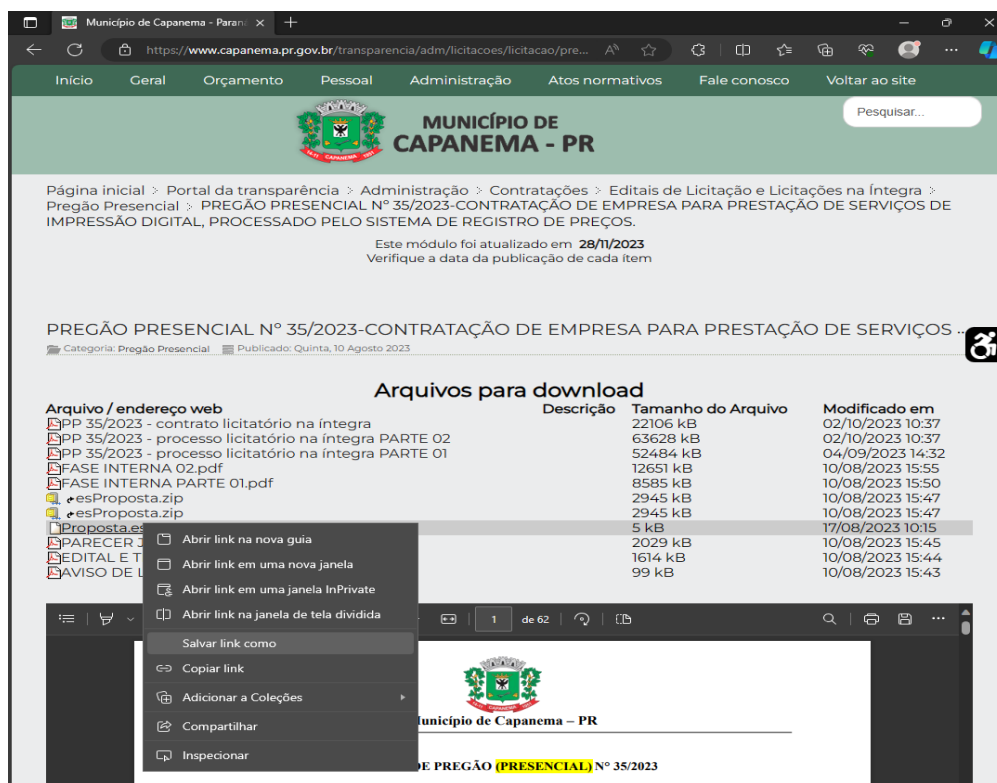 Município de Capanema - Paraná
https://www.capanema.pr.gov.br/transparencia/adm/licitacoes/licitacao/pre...
Início Geral Orçamento Pessoal Administração Atos normativos Fale conosco Voltar ao site
Pesquisar...
MUNICÍPIO DE
CAPANEMA - PR
Página inicial > Portal da transparência > Administração > Contratações > Editais de Licitação e Licitações na Íntegra >
Pregão Presencial > PREGÃO PRESENCIAL Nº 35/2023-CONTRATAÇÃO DE EMPRESA PARA PRESTAÇÃO DE SERVIÇOS DE
IMPRESSÃO DIGITAL, PROCESSADO PELO SISTEMA DE REGISTRO DE PREÇOS.
Este módulo foi atualizado em 28/11/2023
Verifique a data da publicação de cada ítem
PREGÃO PRESENCIAL Nº 35/2023-CONTRATAÇÃO DE EMPRESA PARA PRESTAÇÃO DE SERVIÇOS ...
Categoria: Pregão Presencial Publicado: Quinta, 10 Agosto 2023
Arquivos para download
Arquivo / endereço web Descrição Tamanho do Arquivo Modificado em
PP 35/2023 - contrato licitatório na íntegra 22106 kB 02/10/2023 10:37
PP 35/2023 - processo licitatório na íntegra PARTE 02 63628 kB 02/10/2023 10:37
PP 35/2023 - processo licitatório na íntegra PARTE 01 52484 kB 04/09/2023 14:32
FASE INTERNA 02.pdf 12651 kB 10/08/2023 15:55
FASE INTERNA PARTE 01.pdf 8585 kB 10/08/2023 15:50
esProposta.zip 2945 kB 10/08/2023 15:47
esProposta.zip 2945 kB 10/08/2023 15:47
Proposta.es 5 kB 17/08/2023 10:15
PARECER J 2029 kB 10/08/2023 15:45
EDITAL E T 1614 kB 10/08/2023 15:44
AVISO DE L 99 kB 10/08/2023 15:43
Abrir link na nova guia
Abrir link em uma nova janela
Abrir link em uma janela InPrivate
Abrir link na janela de tela dividida
Salvar link como
Copiar link
Adicionar a Coleções
Compartilhar
Inspecionar
1 de 62
Município de Capanema – PR
DE PREGÃO (PRESENCIAL) Nº 35/2023